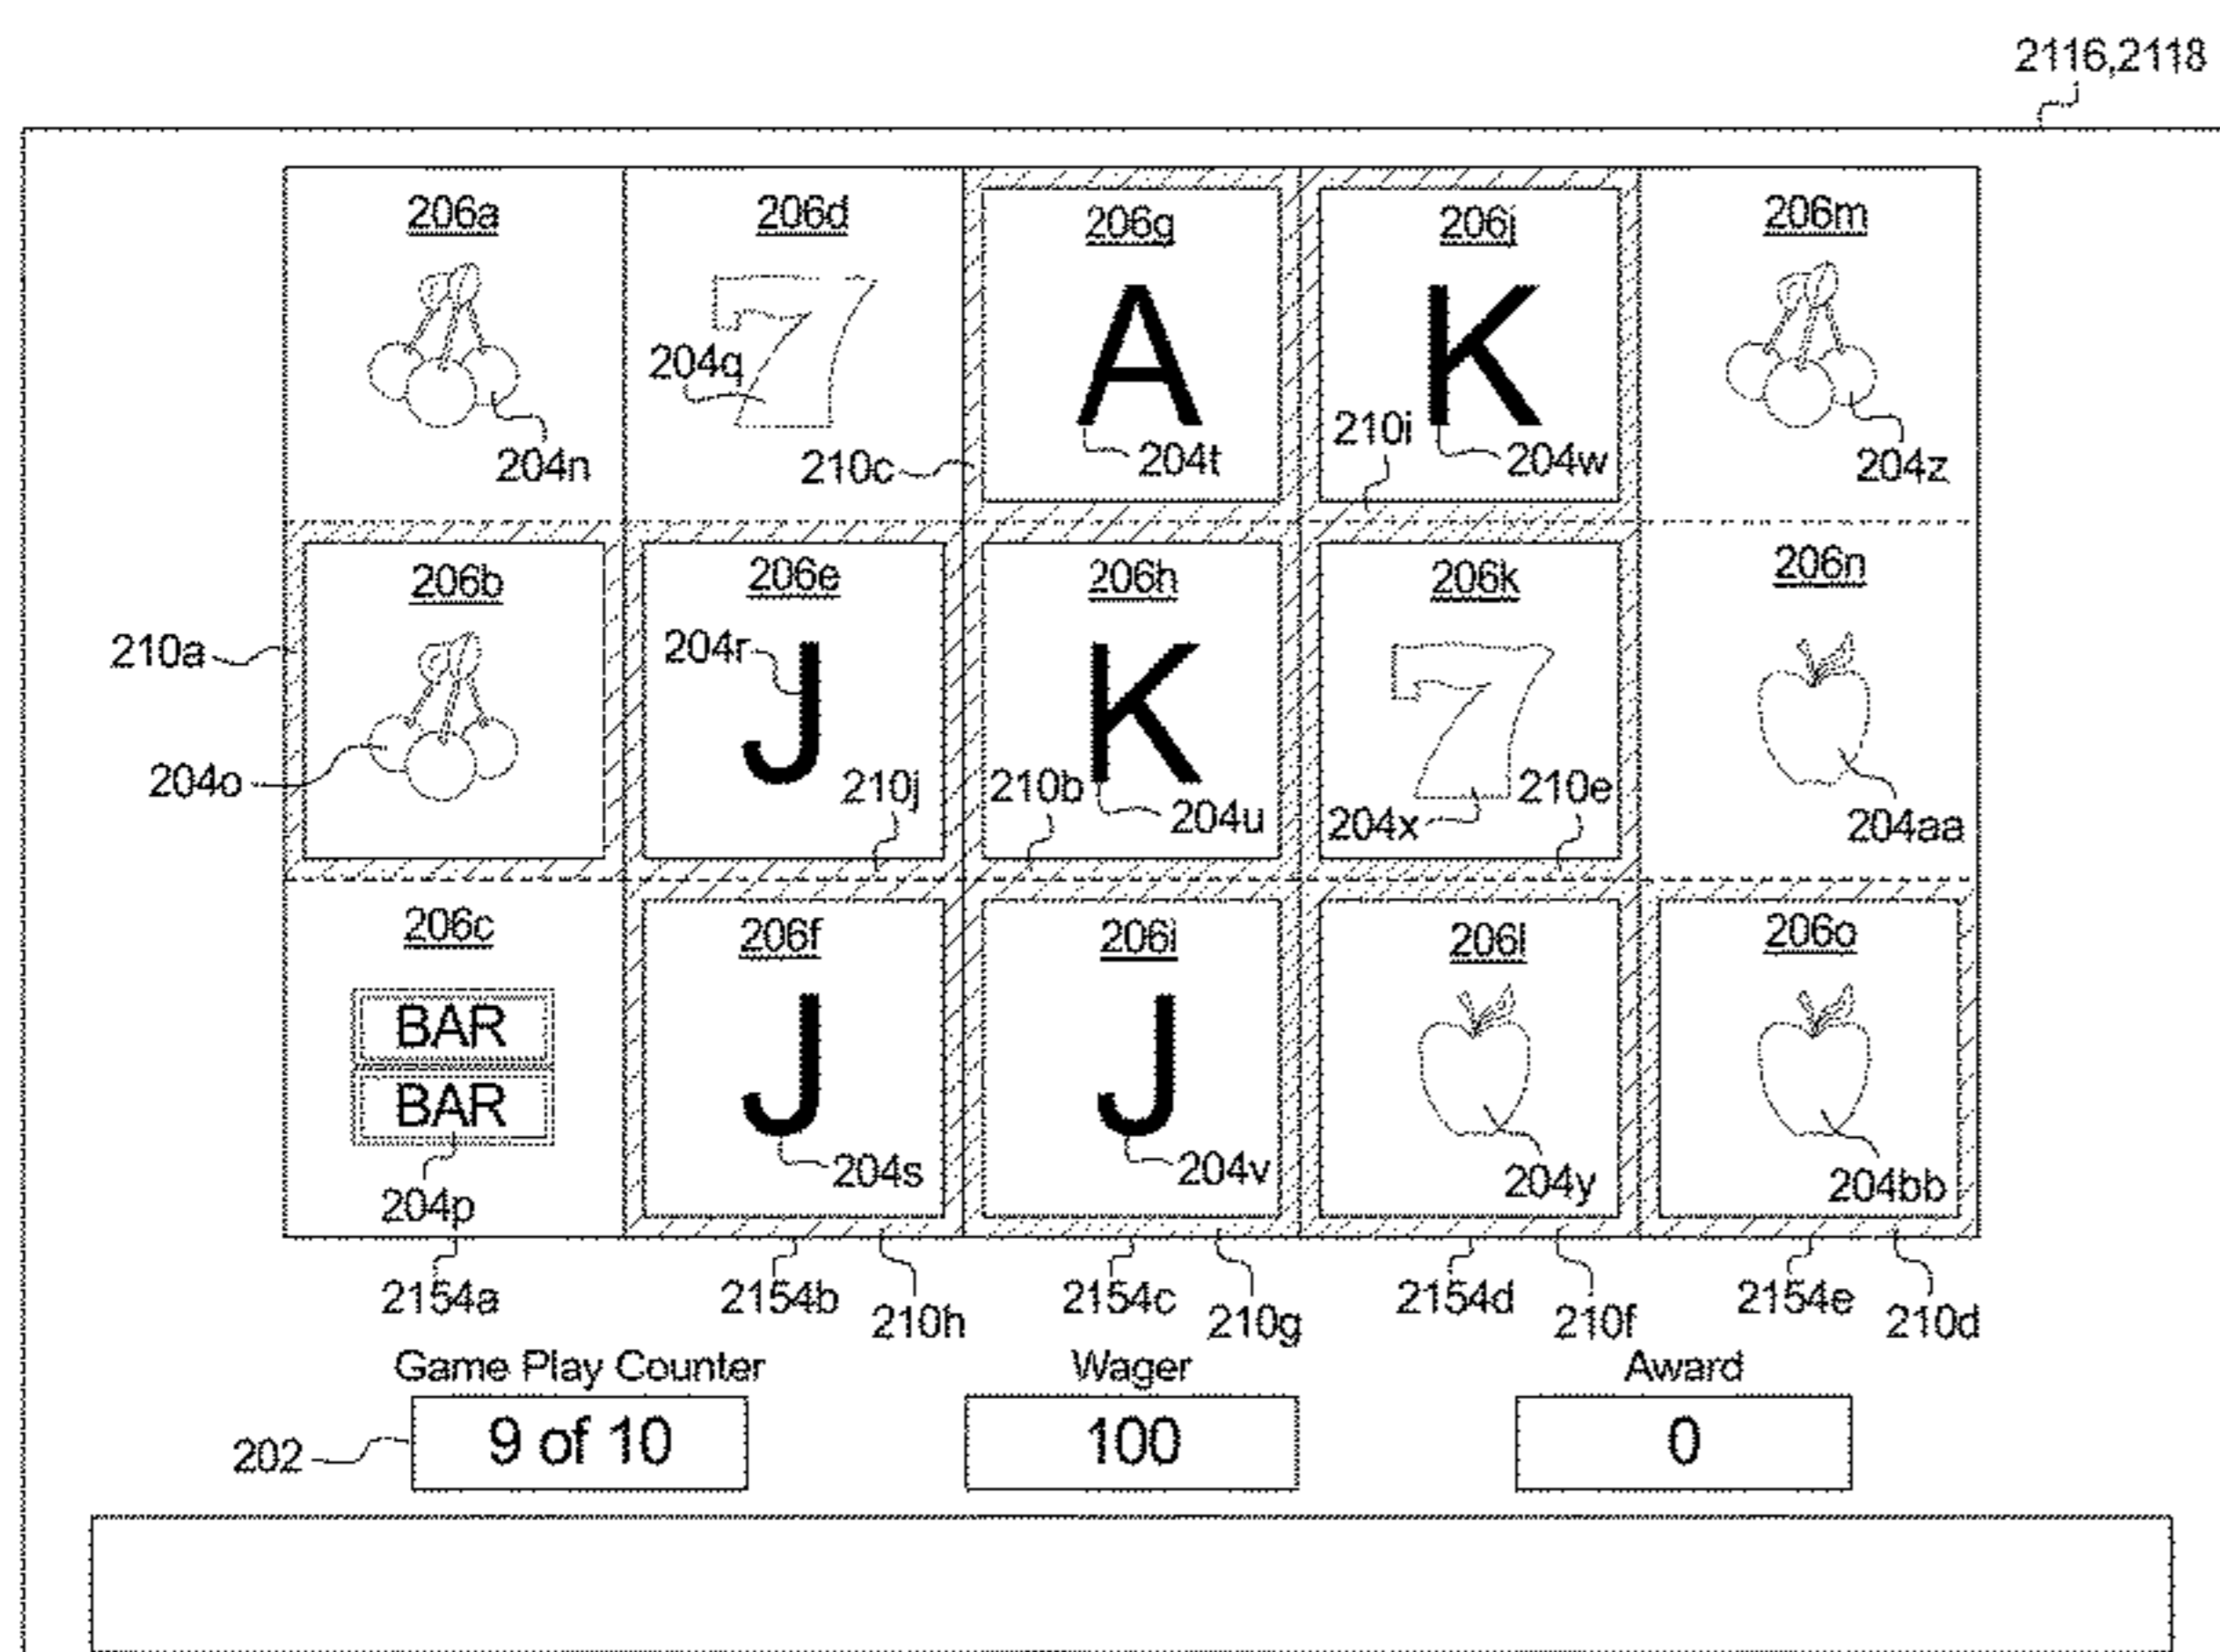 2116,2118
206a 206d 206g 206j 206m
7 A K
204q
210i
210c 204t 204w
204n 204z
206b 206e 206h 206k 206n
210a 204r J K 7
204o 210j 210b 210e
204u 204x 204aa
206c 206f 206i 206l 206o
BAR J J
BAR
204p 204s 204v 204y 204bb
2154a 2154b 2154c 2154d 2154e
210h 210g 210f 210d
Game Play Counter Wager Award
202 9 of 10 100 0